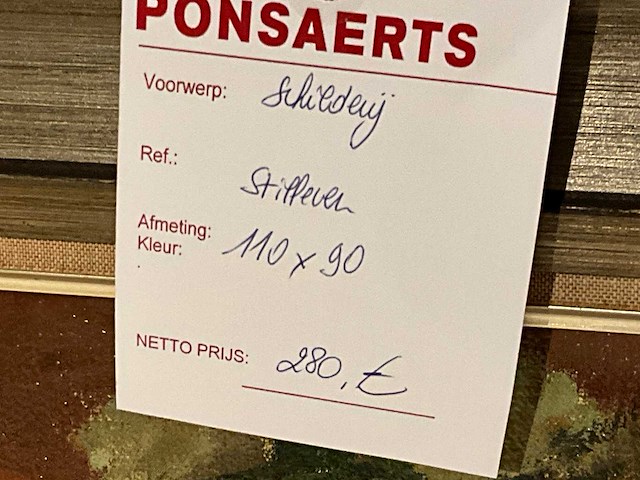 PONSAERTS
Voorwerp: Schilderij
Ref.: Stilleven
Afmeting: 110 x 90
Kleur:
NETTO PRIJS: 280,€